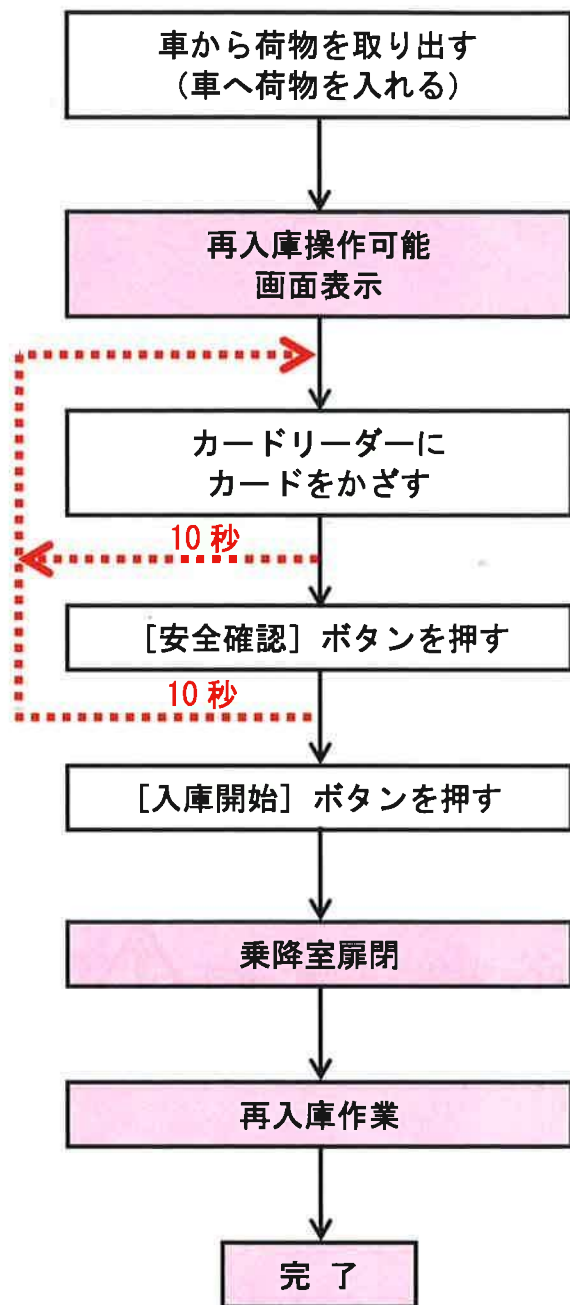 車から荷物を取り出す
（車へ荷物を入れる）
再入庫操作可能
画面表示
カードリーダーに
カードをかざす
10秒
［安全確認］ボタンを押す
10秒
［入庫開始］ボタンを押す
乗降室扉閉
再入庫作業
完 了